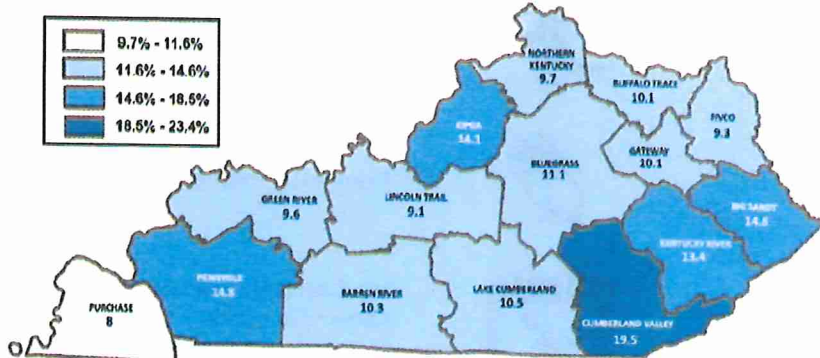 9.7% - 11.6%
11.6% - 14.6%
14.6% - 18.5%
18.5% - 23.4%
NORTHERN
KENTUCKY
9.7
BUFFALO TRACE
10.1
FIVCO
9.3
KIPDA
14.1
BLUEGRASS
11.1
GATEWAY
10.1
GREEN RIVER
9.6
LINCOLN TRAIL
9.1
BIG SANDY
14.6
KENTUCKY RIVER
13.4
PENNYRILE
14.8
BARREN RIVER
10.3
LAKE CUMBERLAND
10.5
PURCHASE
8
CUMBERLAND VALLEY
19.5